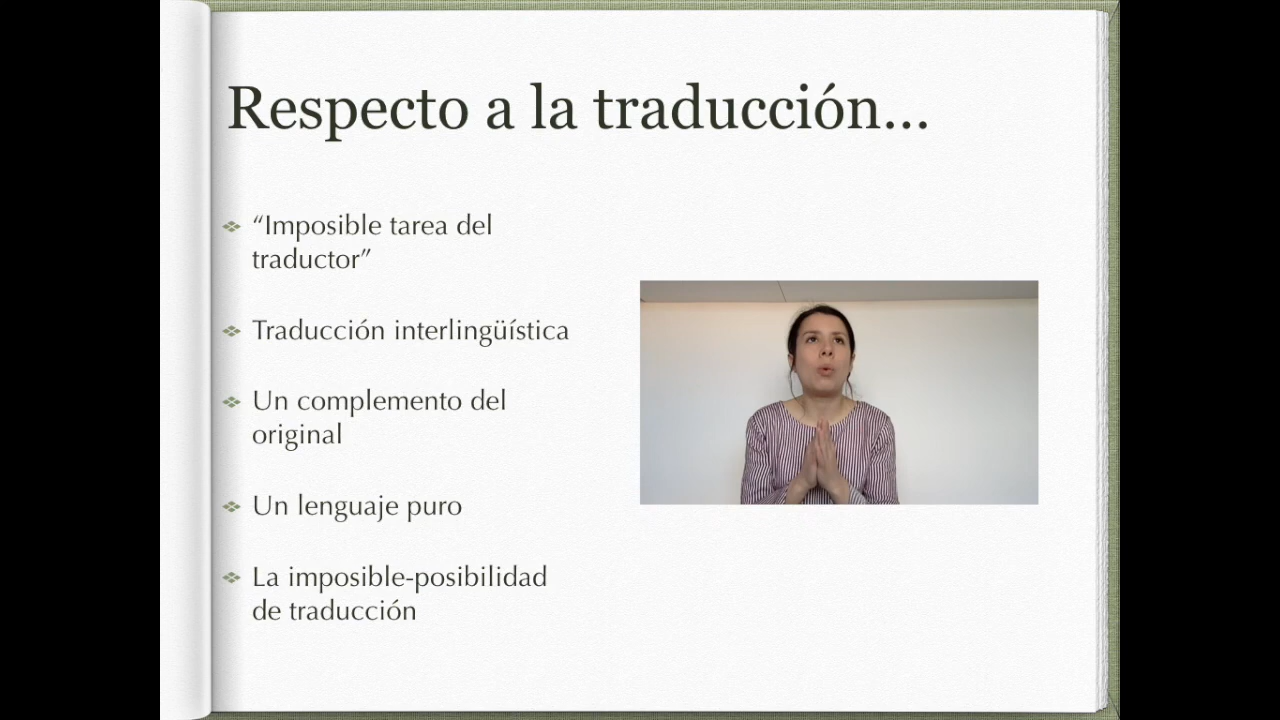 Respecto a la traducción...
“Imposible tarea del
traductor”
Traducción interlingüística
Un complemento del
original
Un lenguaje puro
La imposible-posibilidad
de traducción